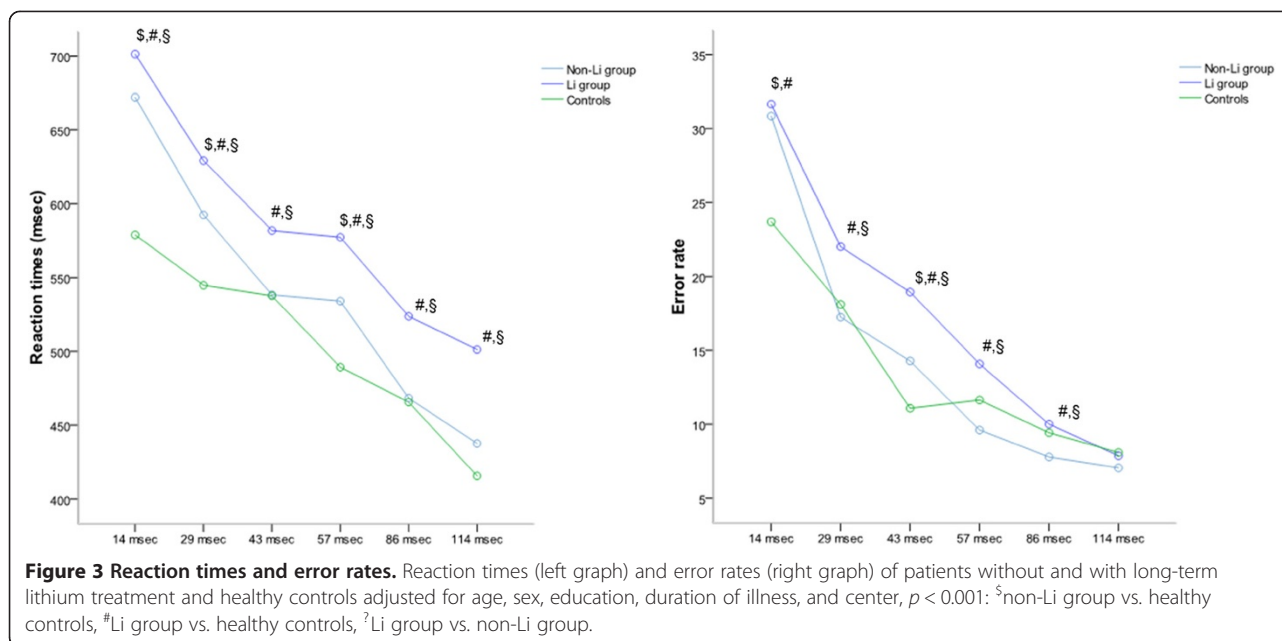 700
650
600
550
500
450
400
Reaction times (msec)
$,#,§
$,#,§
#,§
$,#,§
#,§
#,§
Non-Li group
Li group
Controls
14 msec 29 msec 43 msec 57 msec 86 msec 114 msec
35
30
25
20
15
10
5
Error rate
$,#
#,§
$,#,§
#,§
#,§
Non-Li group
Li group
Controls
14 msec 29 msec 43 msec 57 msec 86 msec 114 msec
Figure 3 Reaction times and error rates. Reaction times (left graph) and error rates (right graph) of patients without and with long-term
lithium treatment and healthy controls adjusted for age, sex, education, duration of illness, and center, p < 0.001: $non-Li group vs. healthy
controls, #Li group vs. healthy controls, ?Li group vs. non-Li group.